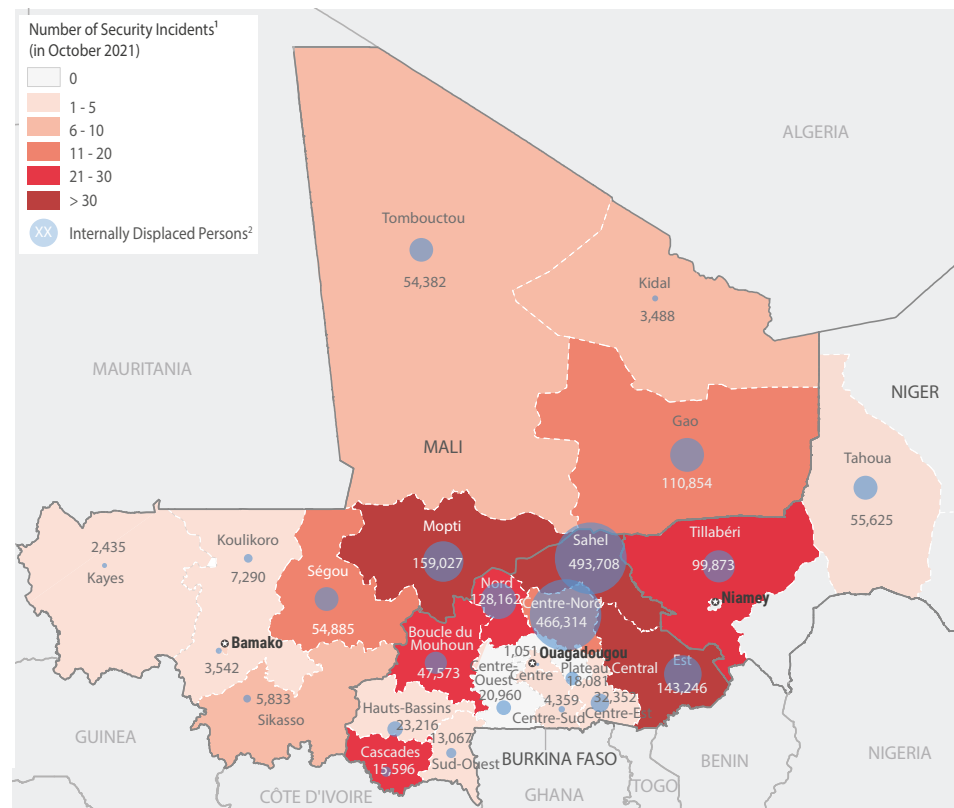 Number of Security Incidents¹
(in October 2021)
0
1 - 5
6 - 10
11 - 20
21 - 30
> 30
XX Internally Displaced Persons²
ALGERIA
Tombouctou
54,382
Kidal
3,488
MAURITANIA
NIGER
Gao
110,854
MALI
Tahoua
55,625
Mopti
159,027
Sahel
493,708
Tillabéri
99,873
Niamey
2,435
Kayes
Koulikoro
7,290
Ségou
54,885
Nord
128,162
Centre-Nord
466,314
Bamako
3,542
Boucle du
Mouhoun
47,573
1,051
Ouagadougou
Centre
Centre-
Ouest
20,960
Plateau
Central
18,081
Est
143,246
5,833
Sikasso
Hauts-Bassins
23,216
4,359
Centre-Sud
32,352
Centre-Est
13,067
Sud-Ouest
Cascades
15,596
GUINEA
BURKINA FASO
BENIN
NIGERIA
CÔTE D'IVOIRE
GHANA
TOGO